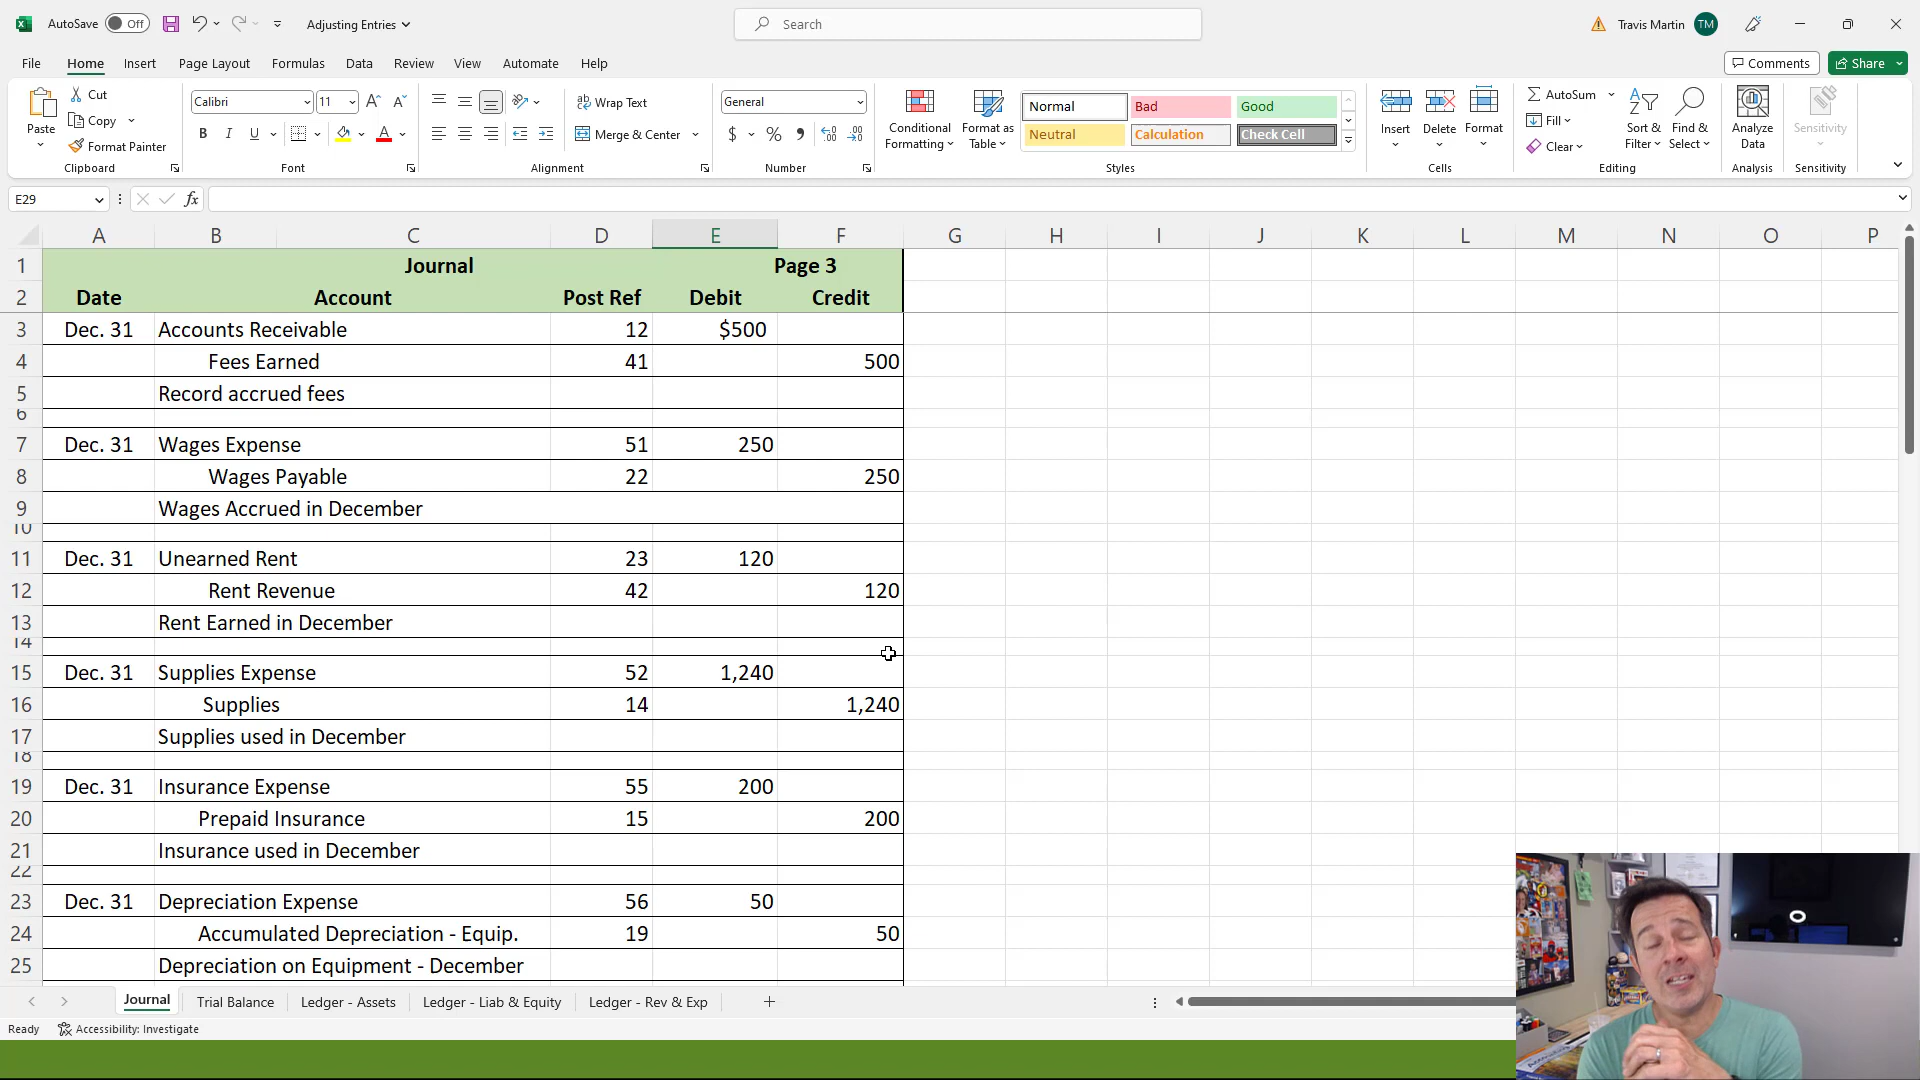 AutoSave Off Adjusting Entries Search Travis Martin TM
File Home Insert Page Layout Formulas Data Review View Automate Help Comments Share
Paste Cut Copy Format Painter Clipboard
Calibri 11 B I U A Font
Wrap Text Merge & Center Alignment
General $ % , Number
Conditional Formatting Format as Table Normal Bad Good Neutral Calculation Check Cell Styles
Insert Delete Format Cells
AutoSum Fill Clear Sort & Filter Find & Select Editing
Analyze Data Analysis
Sensitivity Sensitivity
E29 fx
A B C D E F G H I J K L M N O P
1 Journal Page 3
2 Date Account Post Ref Debit Credit
3 Dec. 31 Accounts Receivable 12 $500
4 Fees Earned 41 500
5 Record accrued fees
6
7 Dec. 31 Wages Expense 51 250
8 Wages Payable 22 250
9 Wages Accrued in December
10
11 Dec. 31 Unearned Rent 23 120
12 Rent Revenue 42 120
13 Rent Earned in December
14
15 Dec. 31 Supplies Expense 52 1,240
16 Supplies 14 1,240
17 Supplies used in December
18
19 Dec. 31 Insurance Expense 55 200
20 Prepaid Insurance 15 200
21 Insurance used in December
22
23 Dec. 31 Depreciation Expense 56 50
24 Accumulated Depreciation - Equip. 19 50
25 Depreciation on Equipment - December
Journal Trial Balance Ledger - Assets Ledger - Liab & Equity Ledger - Rev & Exp
Ready Accessibility: Investigate